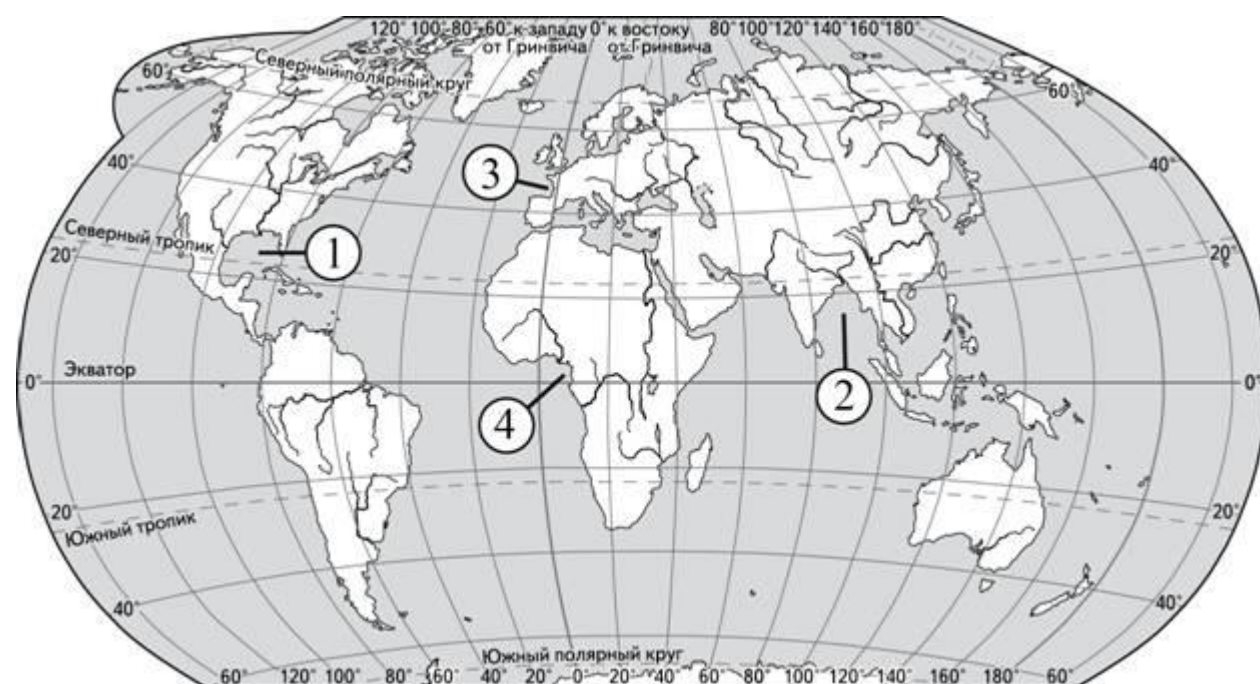 120° 100° 80° 60° к западу 0° к востоку 80° 100° 120° 140° 160° 180°
от Гринвича от Гринвича
60° Северный полярный круг 60°
40° 3 40°
Северный тропик 1
20° 20°
Экватор
0° 4 2 0°
20° 20°
Южный тропик
40° 40°
Южный полярный круг
60° 120° 100° 80° 60° 40° 20° 0° 20° 40° 60° 80° 100° 120° 140° 60°